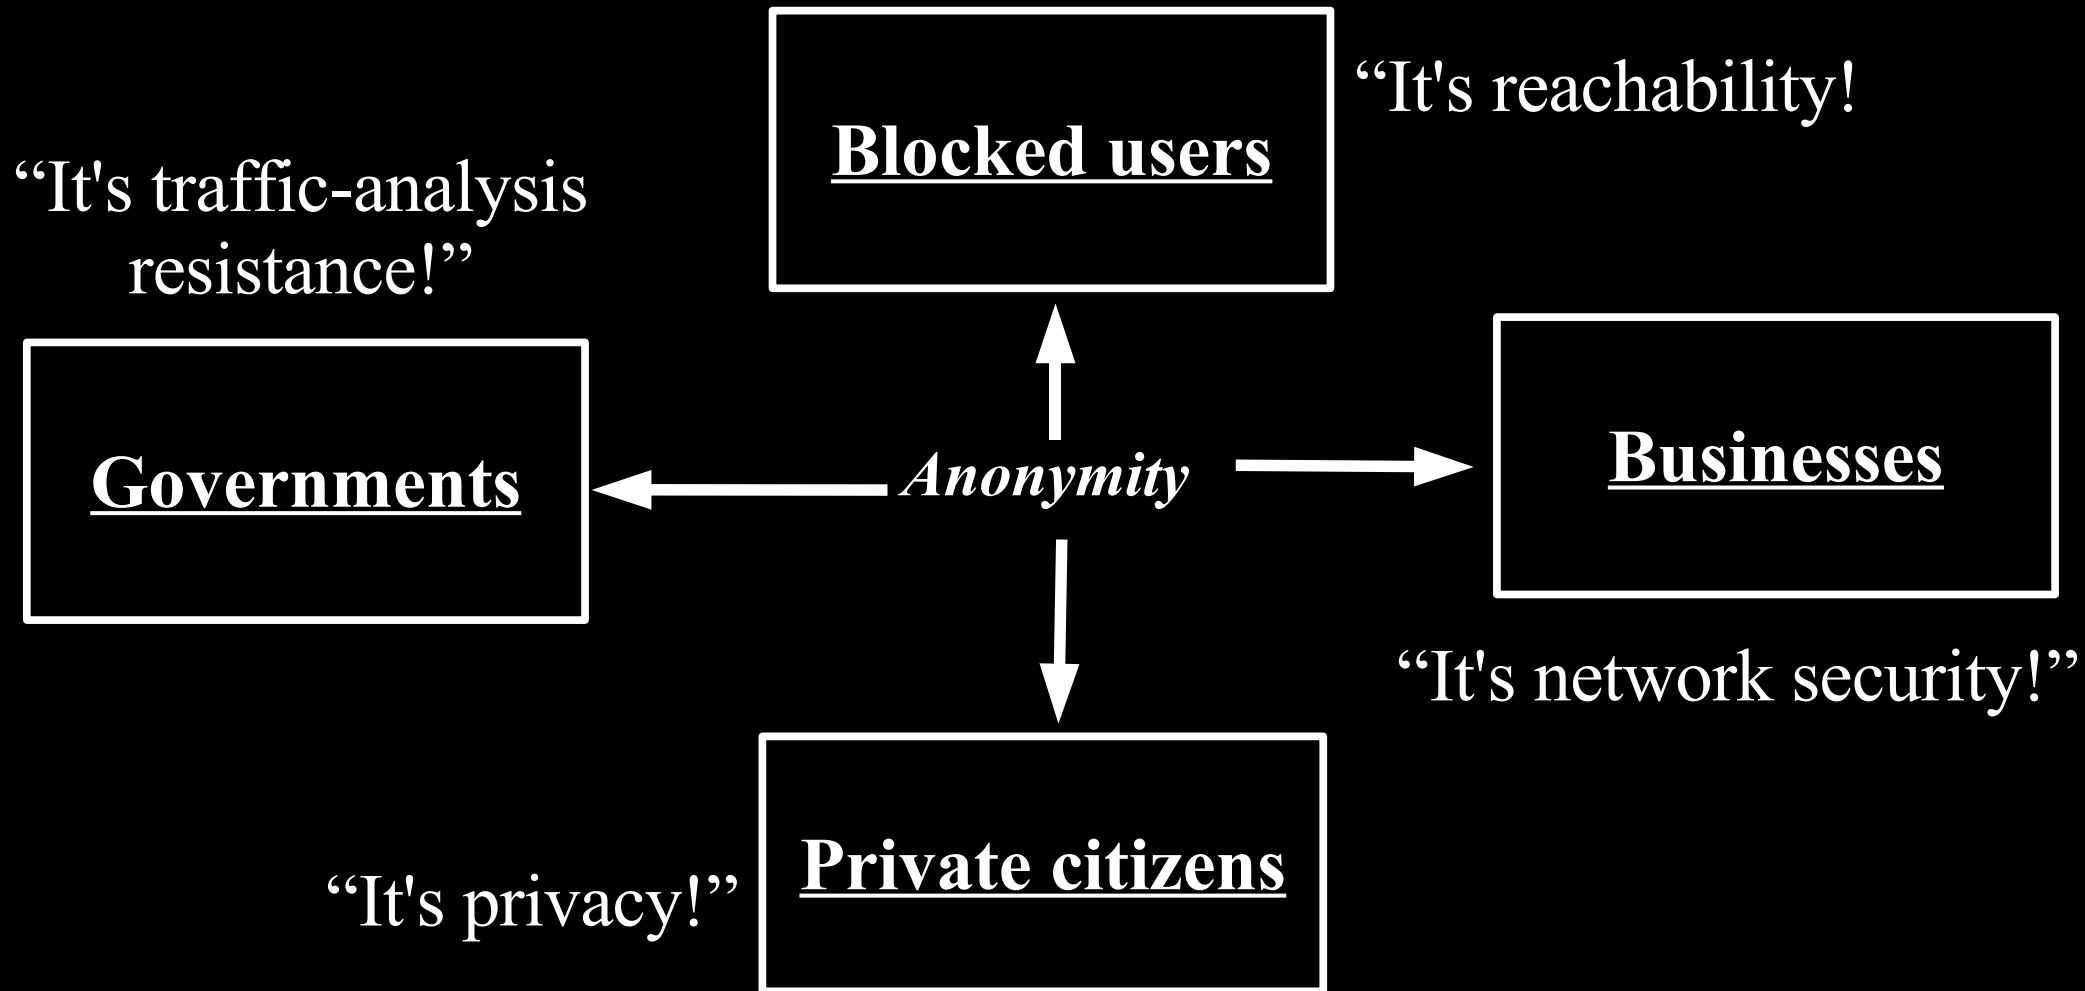 “It's reachability!
Blocked users
“It's traffic-analysis
resistance!”
Governments
Anonymity
Businesses
“It's network security!”
Private citizens
“It's privacy!”